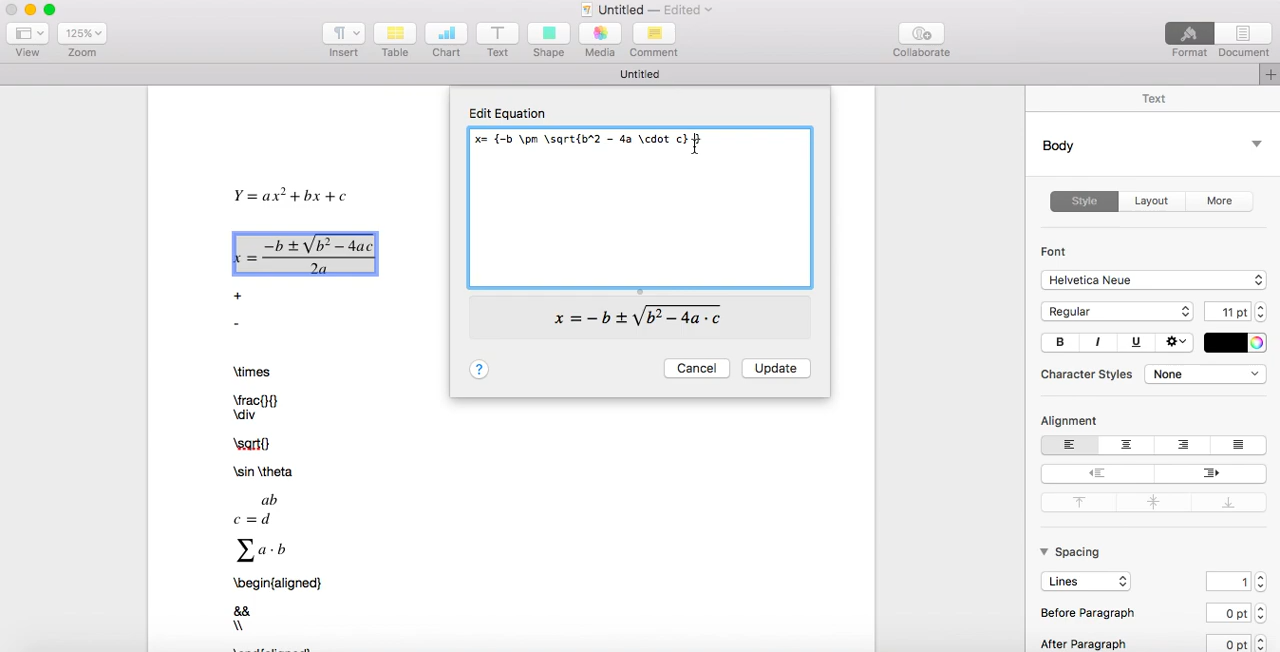 Untitled — Edited
125%
View
Zoom
Insert
Table
Chart
Text
Shape
Media
Comment
Collaborate
Format
Document
Untitled
+
Text
Edit Equation
x= {-b \pm \sqrt{b^2 - 4a \cdot c} }
x = − b ± √b² − 4a · c
?
Cancel
Update
Y = ax² + bx + c
x = −b ± √b² − 4ac
2a
+
-
\times
\frac{}{}
\div
\sqrt{}
\sin \theta
ab
c = d
∑ a · b
\begin{aligned}
&&
\\
\end{aligned}
Body
Style
Layout
More
Font
Helvetica Neue
Regular
11 pt
B
I
U
Character Styles
None
Alignment
Spacing
Lines
1
Before Paragraph
0 pt
After Paragraph
0 pt